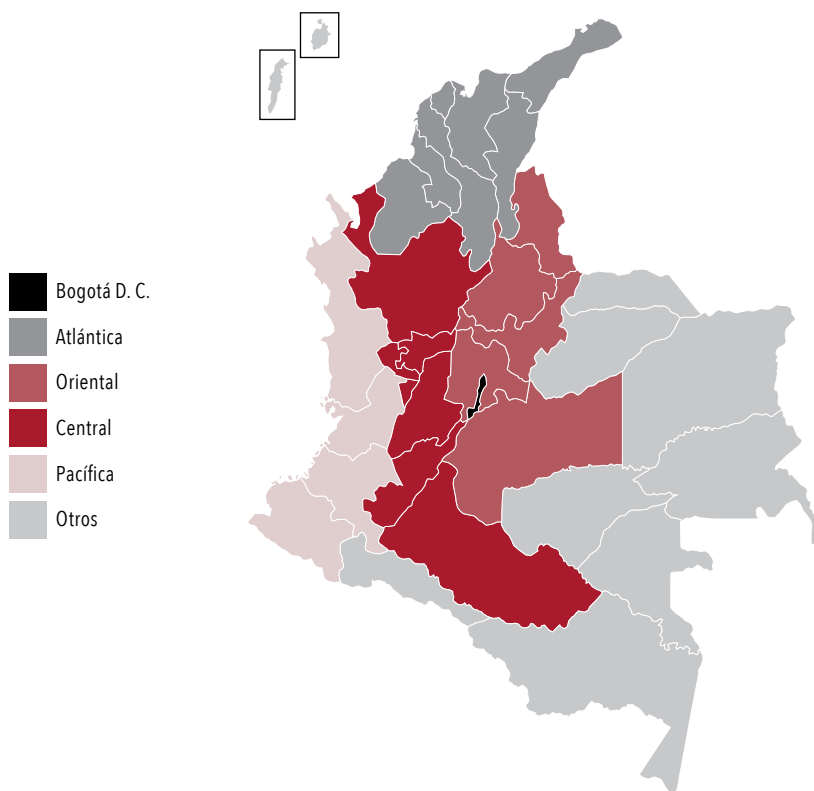 Bogotá D. C.
Atlántica
Oriental
Central
Pacífica
Otros